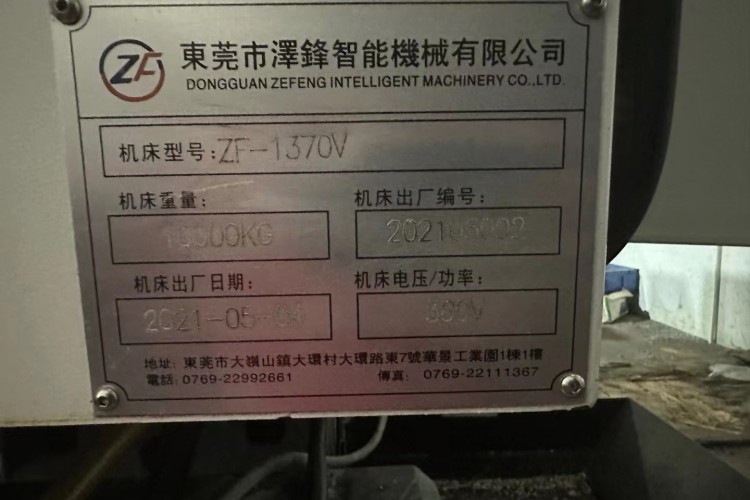 ZF
東莞市澤鋒智能機械有限公司
DONGGUAN ZEFENG INTELLIGENT MACHINERY CO.,LTD.
机床型号:ZF-1370V
机床重量: 机床出厂编号:
机床出厂日期: 机床电压/功率:
地址: 東莞市大嶺山鎮大環村大環路東7號華景工業園1棟1樓
電話:0769-22992661 傳真: 0769-22111367